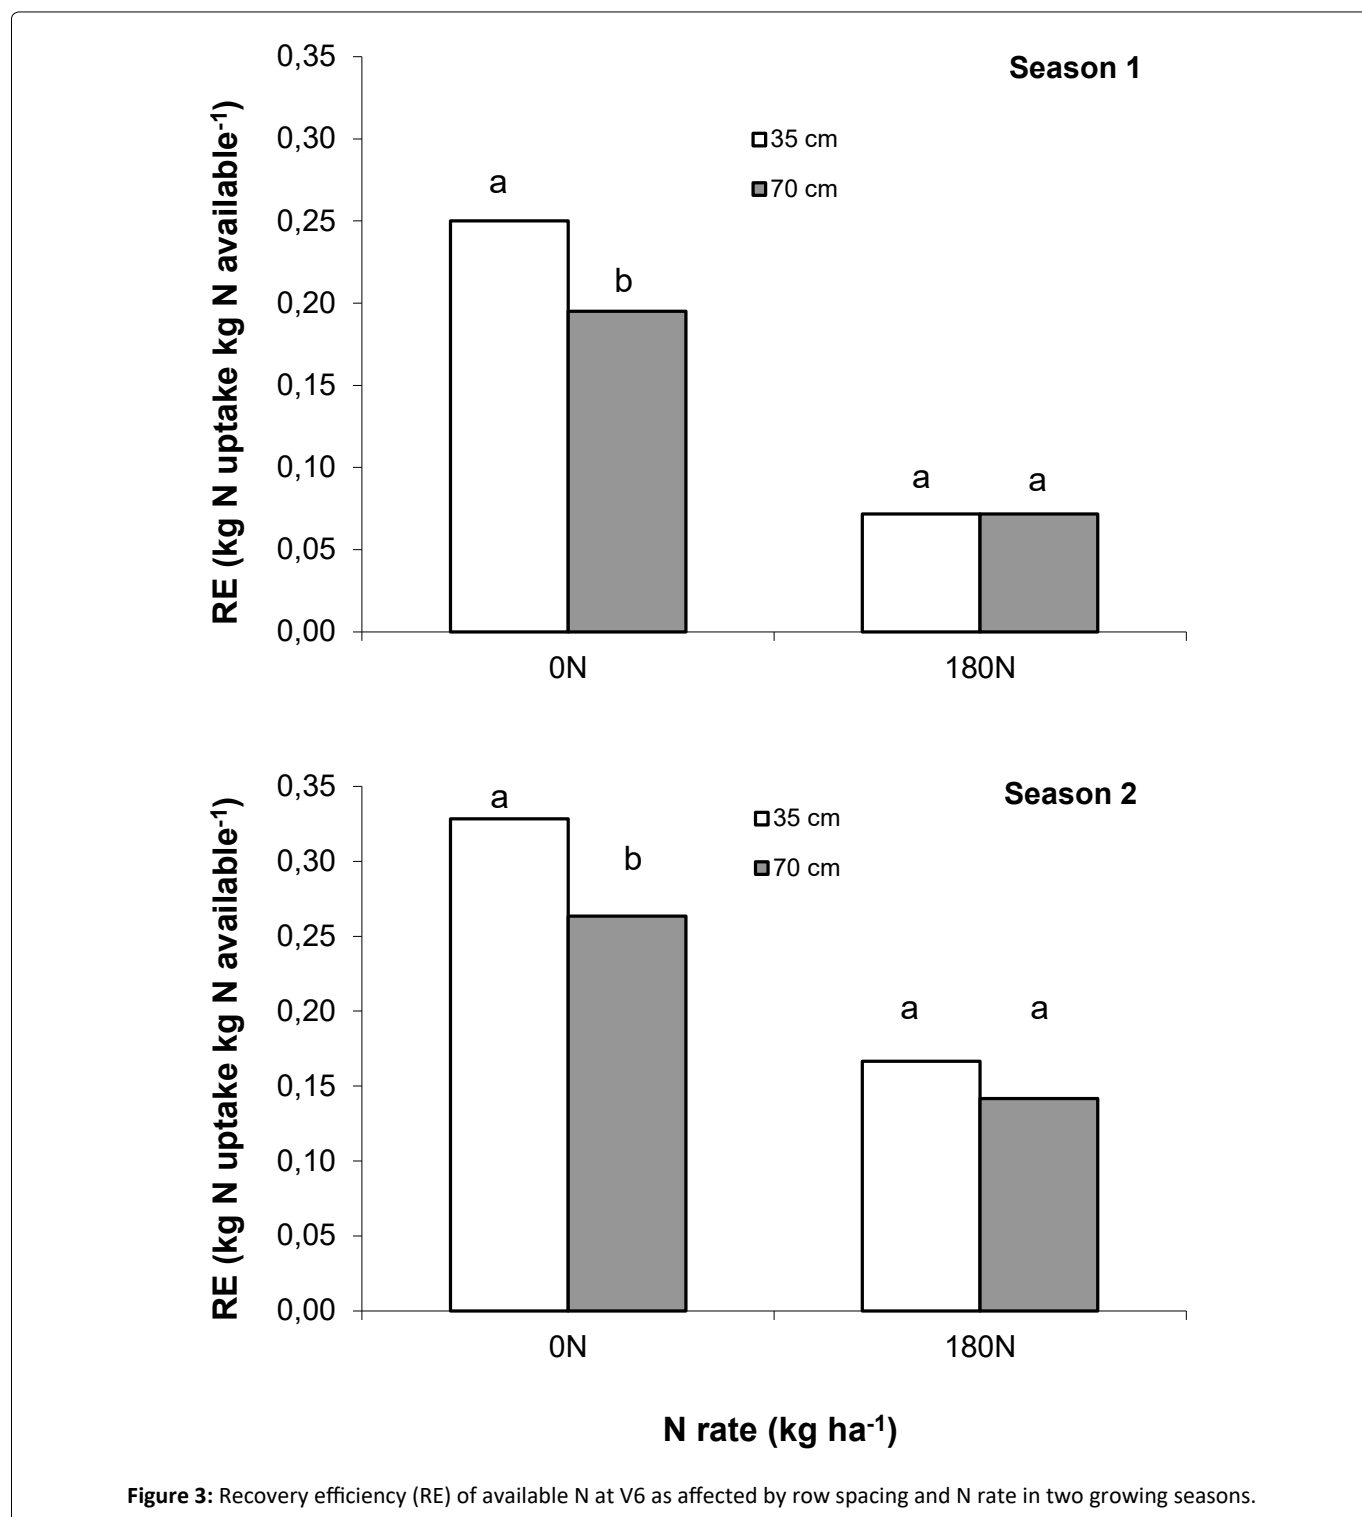 Season 1
RE (kg N uptake kg N available-1)
0,35
0,30
0,25
0,20
0,15
0,10
0,05
0,00
35 cm
70 cm
a
b
a
a
0N
180N
Season 2
RE (kg N uptake kg N available-1)
0,35
0,30
0,25
0,20
0,15
0,10
0,05
0,00
35 cm
70 cm
a
b
a
a
0N
180N
N rate (kg ha-1)
Figure 3: Recovery efficiency (RE) of available N at V6 as affected by row spacing and N rate in two growing seasons.